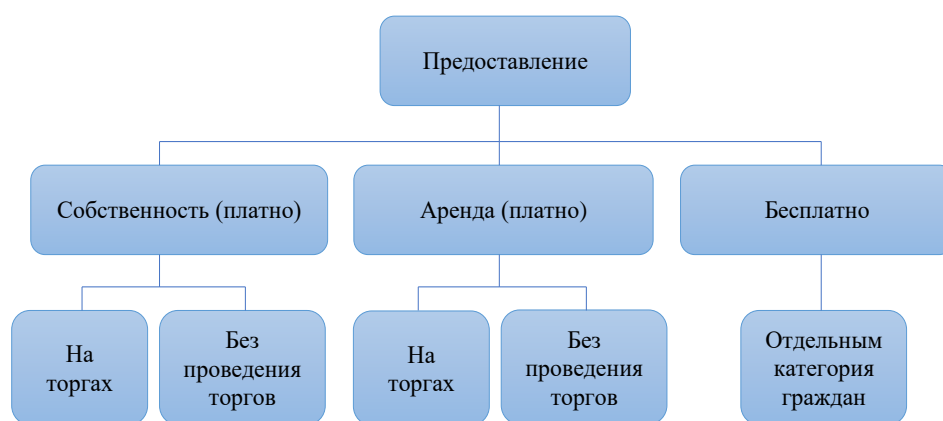 Предоставление
Собственность (платно)
Аренда (платно)
Бесплатно
На
торгах
Без
проведения
торгов
На
торгах
Без
проведения
торгов
Отдельным
категория
граждан